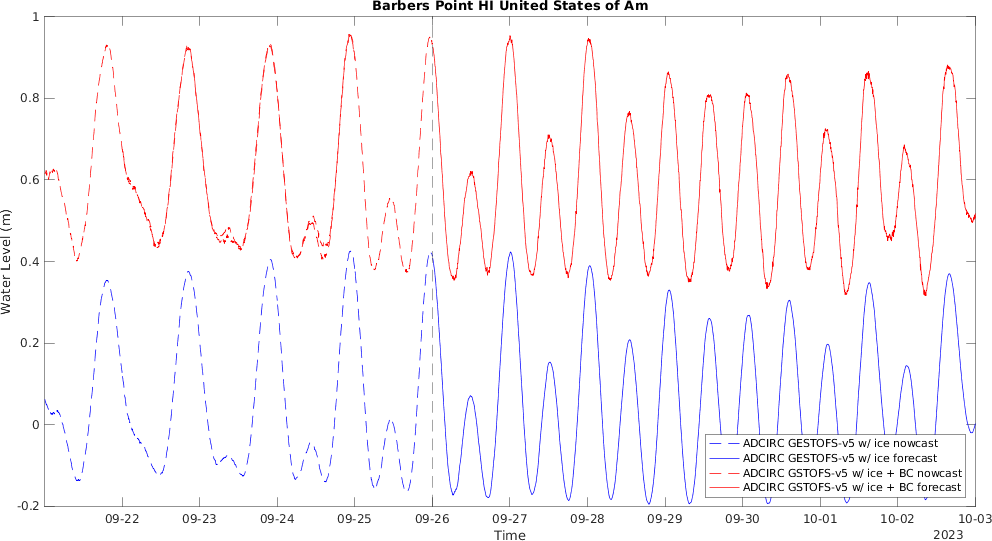 Barbers Point HI United States of Am
Water Level (m)
1
0.8
0.6
0.4
0.2
0
-0.2
ADCIRC GESTOFS-v5 w/ ice nowcast
ADCIRC GESTOFS-v5 w/ ice forecast
ADCIRC GSTOFS-v5 w/ ice + BC nowcast
ADCIRC GSTOFS-v5 w/ ice + BC forecast
09-22 09-23 09-24 09-25 09-26 09-27 09-28 09-29 09-30 10-01 10-02 10-03
Time
2023